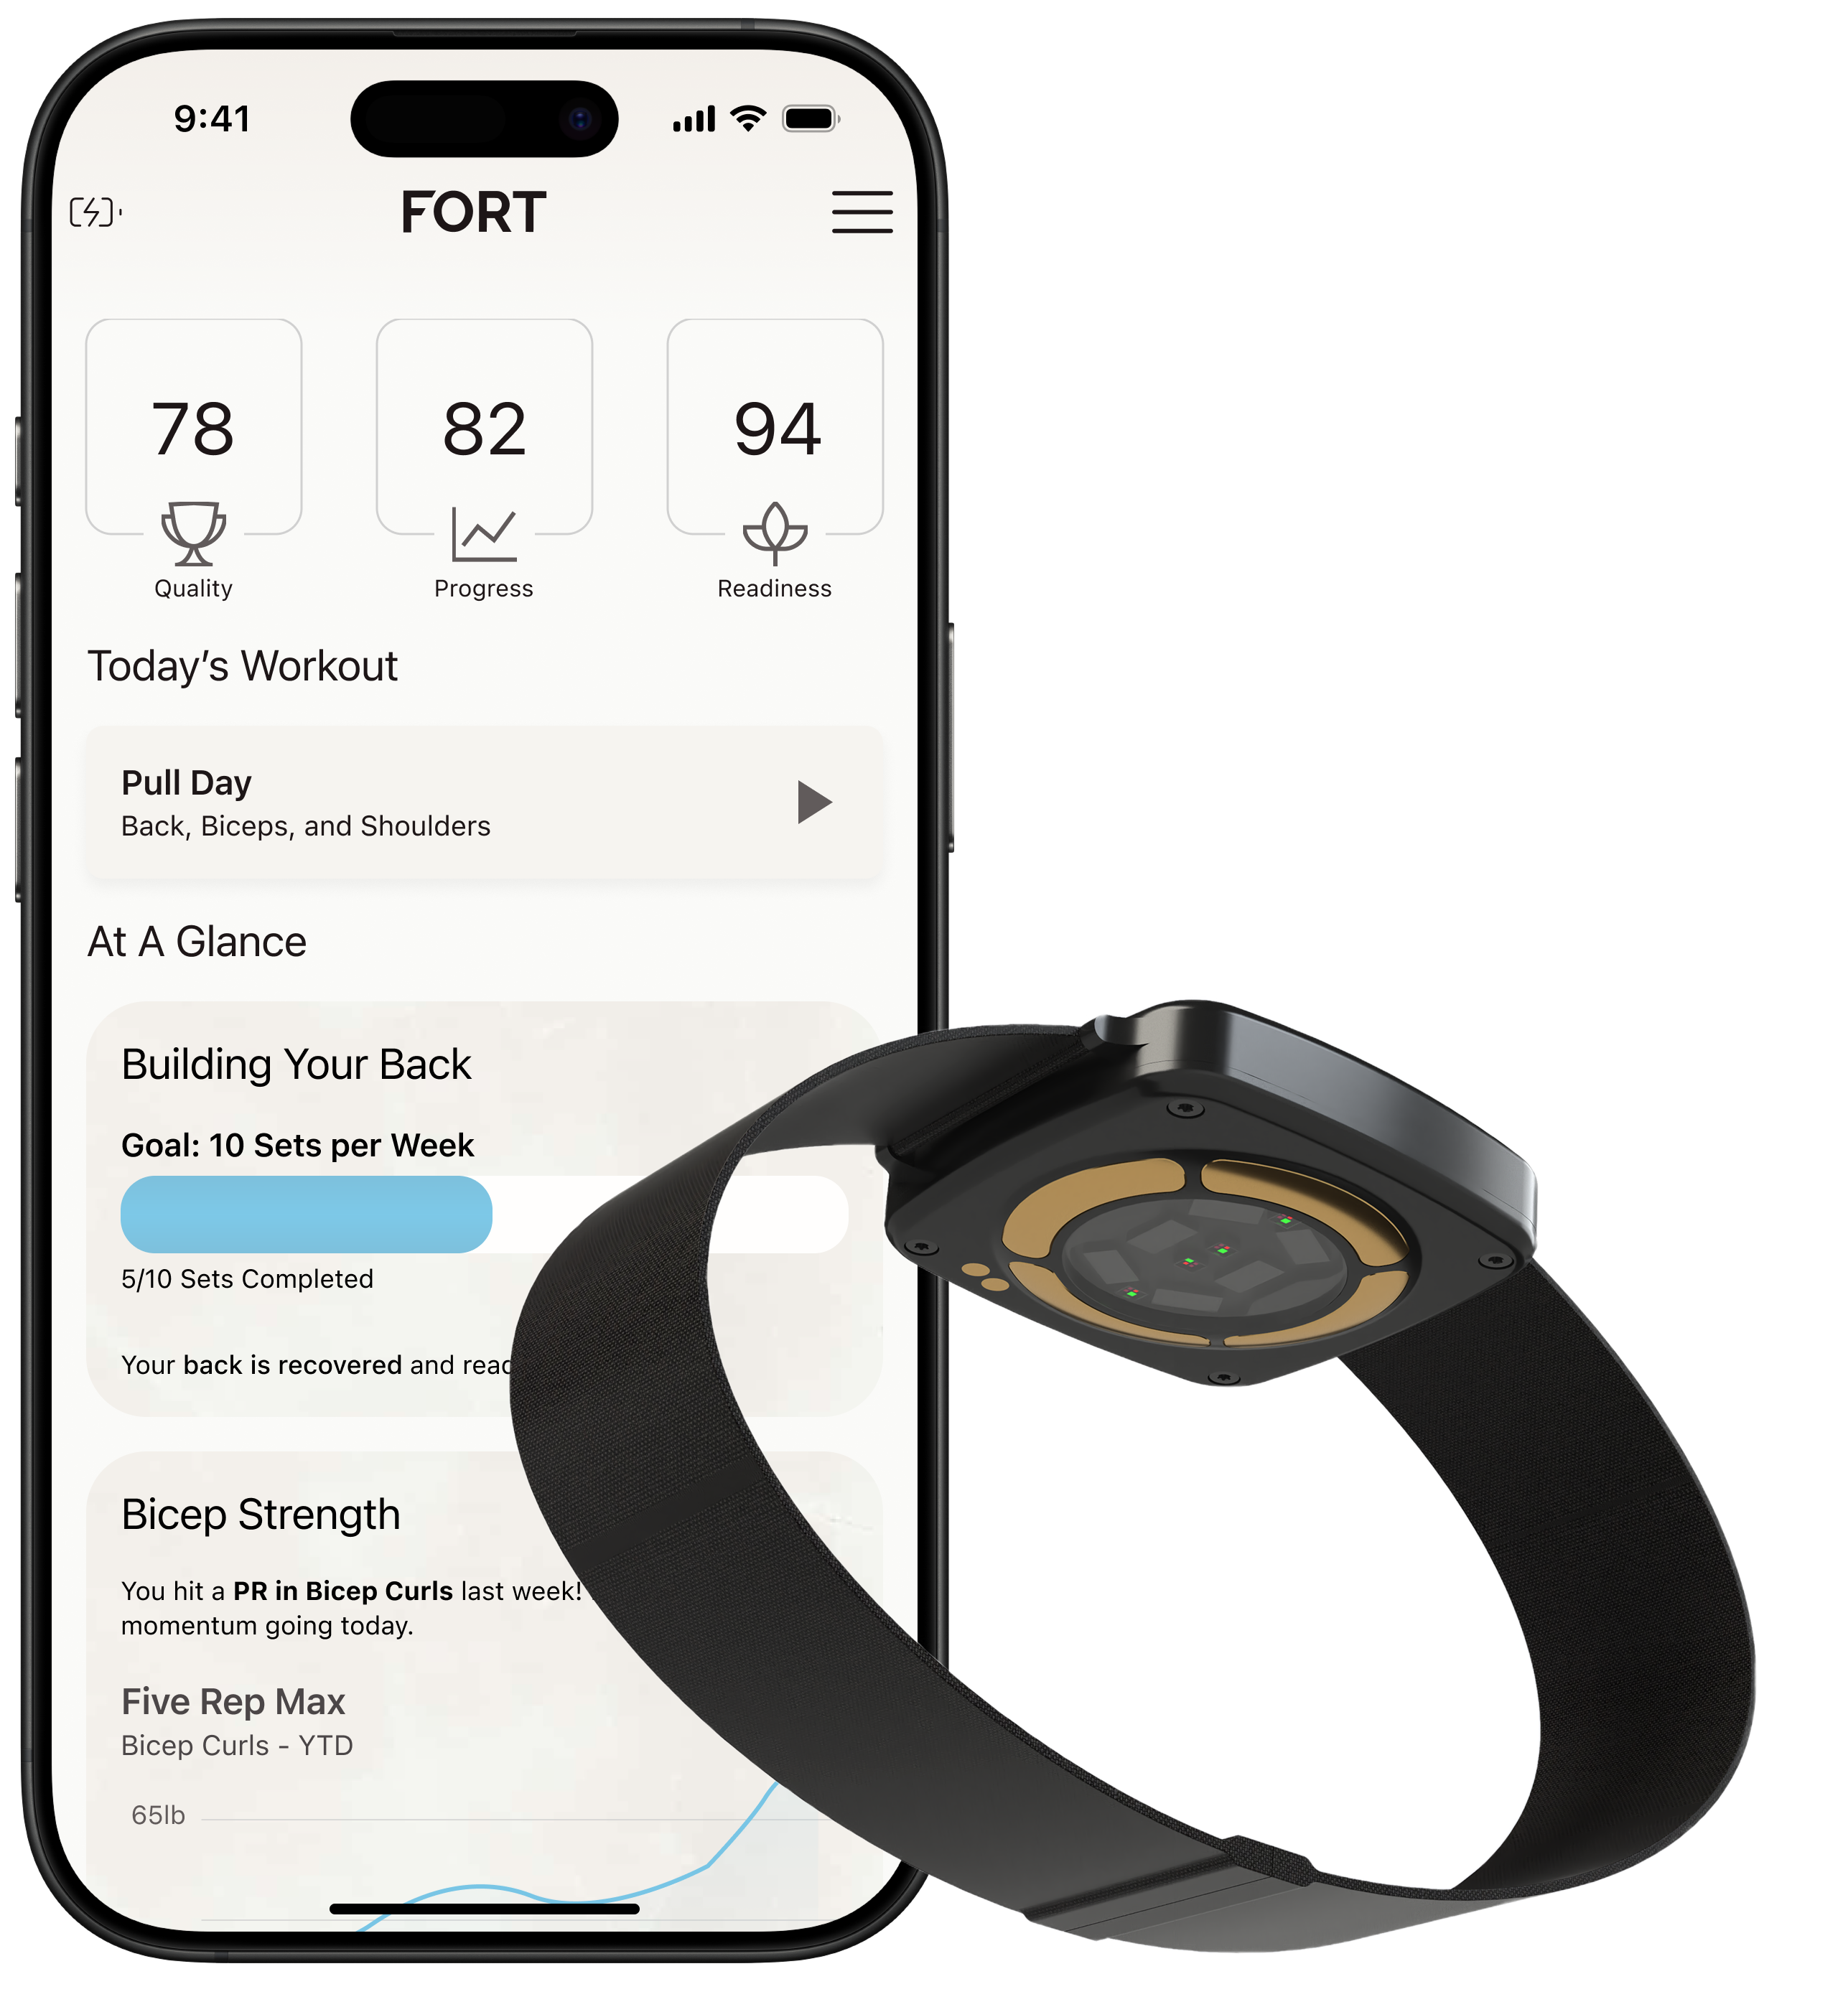 9:41
FORT
78
82
94
Quality
Progress
Readiness
Today’s Workout
Pull Day
Back, Biceps, and Shoulders
At A Glance
Building Your Back
Goal: 10 Sets per Week
5/10 Sets Completed
Your back is recovered and
Bicep Strength
You hit a PR in Bicep Curls last week!
momentum going today.
Five Rep Max
Bicep Curls - YTD
65lb